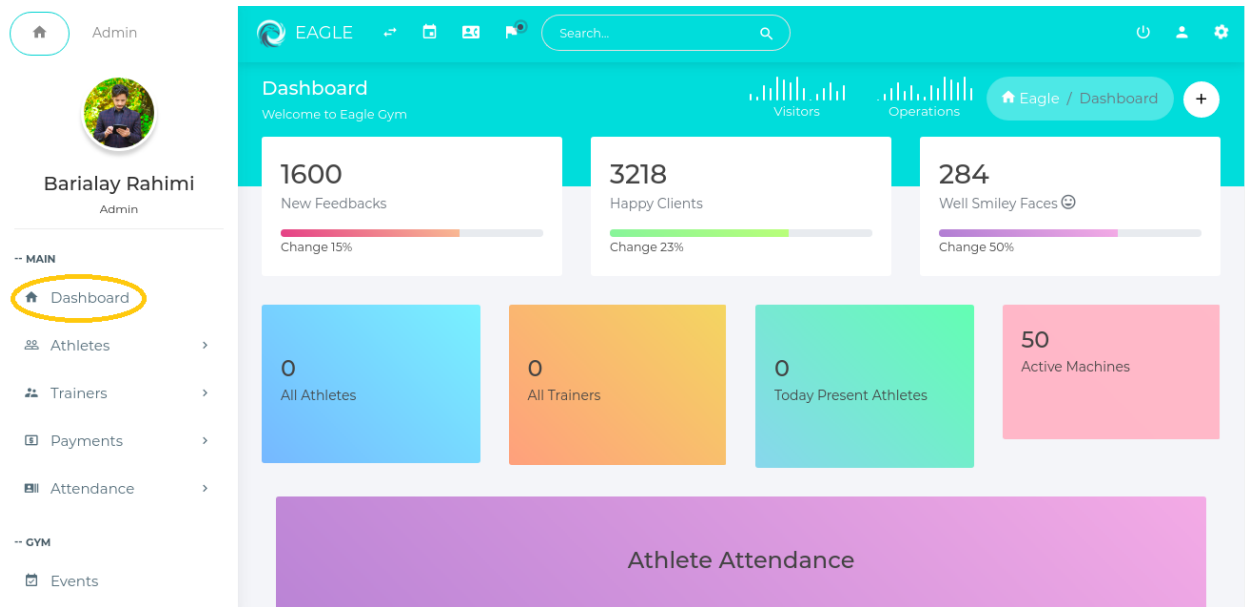 Admin
Barialay Rahimi
Admin
-- MAIN
Dashboard
Athletes
Trainers
Payments
Attendance
-- GYM
Events
EAGLE
Search...
Dashboard
Welcome to Eagle Gym
Visitors
Operations
Eagle / Dashboard
+
1600
New Feedbacks
Change 15%
3218
Happy Clients
Change 23%
284
Well Smiley Faces
Change 50%
0
All Athletes
0
All Trainers
0
Today Present Athletes
50
Active Machines
Athlete Attendance